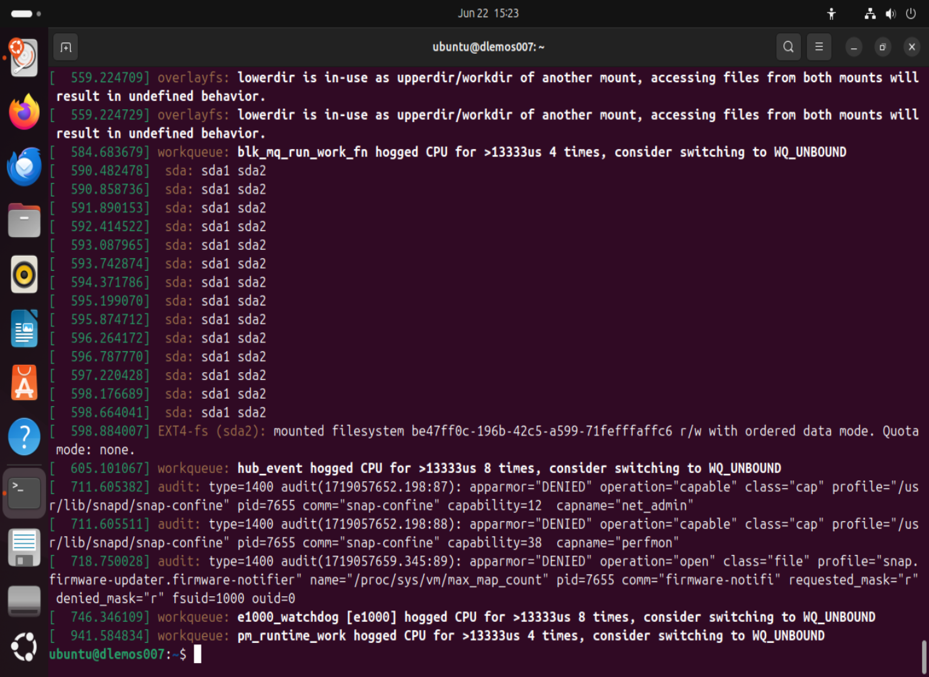 Jun 22 15:23
ubuntu@dlemos007: ~
[  559.224709] overlayfs: lowerdir is in-use as upperdir/workdir of another mount, accessing files from both mounts will
result in undefined behavior.
[  559.224729] overlayfs: lowerdir is in-use as upperdir/workdir of another mount, accessing files from both mounts will
result in undefined behavior.
[  584.683679] workqueue: blk_mq_run_work_fn hogged CPU for >13333us 4 times, consider switching to WQ_UNBOUND
[  590.482478]  sda: sda1 sda2
[  590.858736]  sda: sda1 sda2
[  591.890153]  sda: sda1 sda2
[  592.414522]  sda: sda1 sda2
[  593.087965]  sda: sda1 sda2
[  593.742874]  sda: sda1 sda2
[  594.371786]  sda: sda1 sda2
[  595.199070]  sda: sda1 sda2
[  595.874712]  sda: sda1 sda2
[  596.264172]  sda: sda1 sda2
[  596.787770]  sda: sda1 sda2
[  597.220428]  sda: sda1 sda2
[  598.176689]  sda: sda1 sda2
[  598.664041]  sda: sda1 sda2
[  598.884007] EXT4-fs (sda2): mounted filesystem be47ff0c-196b-42c5-a599-71fefffaffc6 r/w with ordered data mode. Quota
mode: none.
[  605.101067] workqueue: hub_event hogged CPU for >13333us 8 times, consider switching to WQ_UNBOUND
[  711.605382] audit: type=1400 audit(1719057652.198:87): apparmor="DENIED" operation="capable" class="cap" profile="/us
r/lib/snapd/snap-confine" pid=7655 comm="snap-confine" capability=12  capname="net_admin"
[  711.605511] audit: type=1400 audit(1719057652.198:88): apparmor="DENIED" operation="capable" class="cap" profile="/us
r/lib/snapd/snap-confine" pid=7655 comm="snap-confine" capability=38  capname="perfmon"
[  718.750028] audit: type=1400 audit(1719057659.345:89): apparmor="DENIED" operation="open" class="file" profile="snap.
firmware-updater.firmware-notifier" name="/proc/sys/vm/max_map_count" pid=7655 comm="firmware-notifi" requested_mask="r"
denied_mask="r" fsuid=1000 ouid=0
[  746.346109] workqueue: e1000_watchdog [e1000] hogged CPU for >13333us 8 times, consider switching to WQ_UNBOUND
[  941.584834] workqueue: pm_runtime_work hogged CPU for >13333us 4 times, consider switching to WQ_UNBOUND
ubuntu@dlemos007:~$